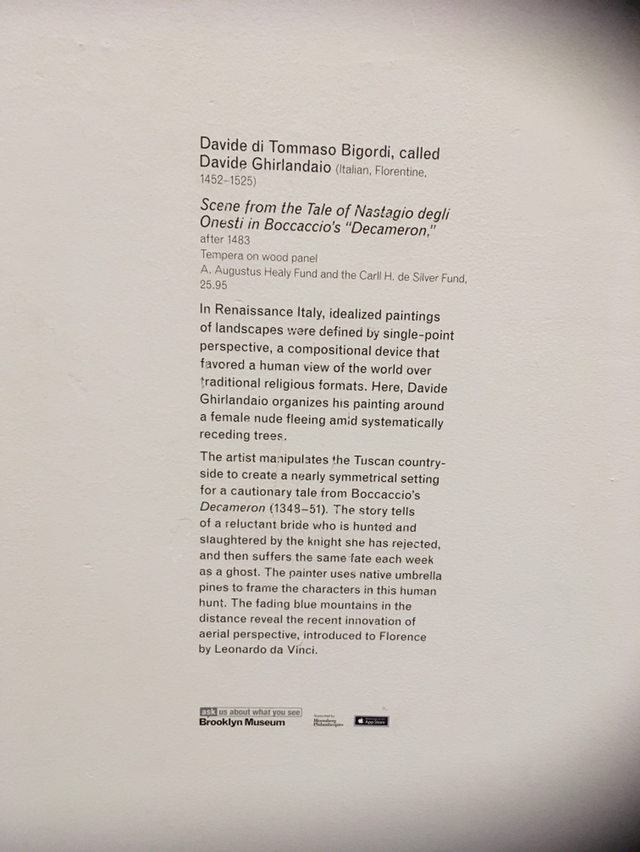 Davide di Tommaso Bigordi, called
Davide Ghirlandaio (Italian, Florentine,
1452–1525)
Scene from the Tale of Nastagio degli
Onesti in Boccaccio's "Decameron,"
after 1483
Tempera on wood panel
A. Augustus Healy Fund and the Carll H. de Silver Fund,
25.95
In Renaissance Italy, idealized paintings
of landscapes were defined by single-point
perspective, a compositional device that
favored a human view of the world over
traditional religious formats. Here, Davide
Ghirlandaio organizes his painting around
a female nude fleeing amid systematically
receding trees.
The artist manipulates the Tuscan country-
side to create a nearly symmetrical setting
for a cautionary tale from Boccaccio's
Decameron (1348–51). The story tells
of a reluctant bride who is hunted and
slaughtered by the knight she has rejected,
and then suffers the same fate each week
as a ghost. The painter uses native umbrella
pines to frame the characters in this human
hunt. The fading blue mountains in the
distance reveal the recent innovation of
aerial perspective, introduced to Florence
by Leonardo da Vinci.
ask us about what you see
Brooklyn Museum
Bloomberg
Philanthropies
App Store